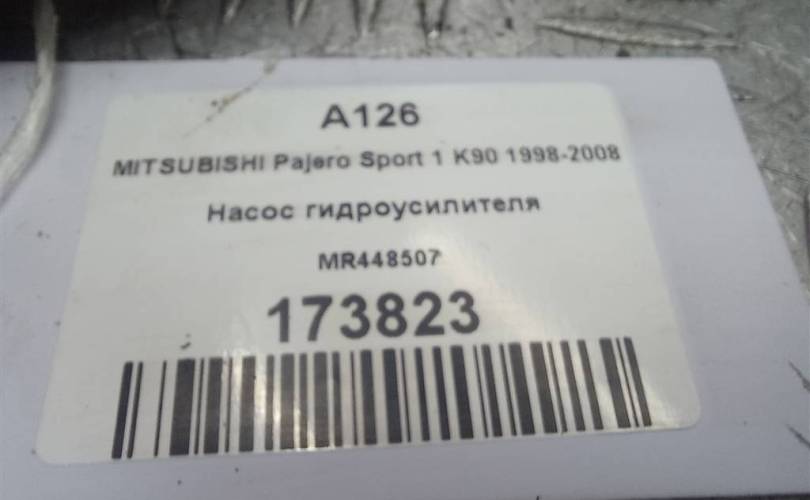 A126
MITSUBISHI Pajero Sport 1 K90 1998-2008
Насос гидроусилителя
MR448507
173823